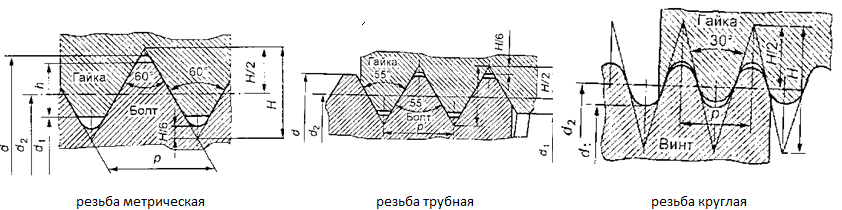 Гайка
60°
60°
Болт
H/2
H
H/6
h
d
d₂
d₁
P
резьба метрическая
H/6
Гайка
55°
55
Болт
P
H/2
d
d₂
d₁
резьба трубная
Гайка
30°
H/2
H
P
d₂
d₁
Винт
резьба круглая